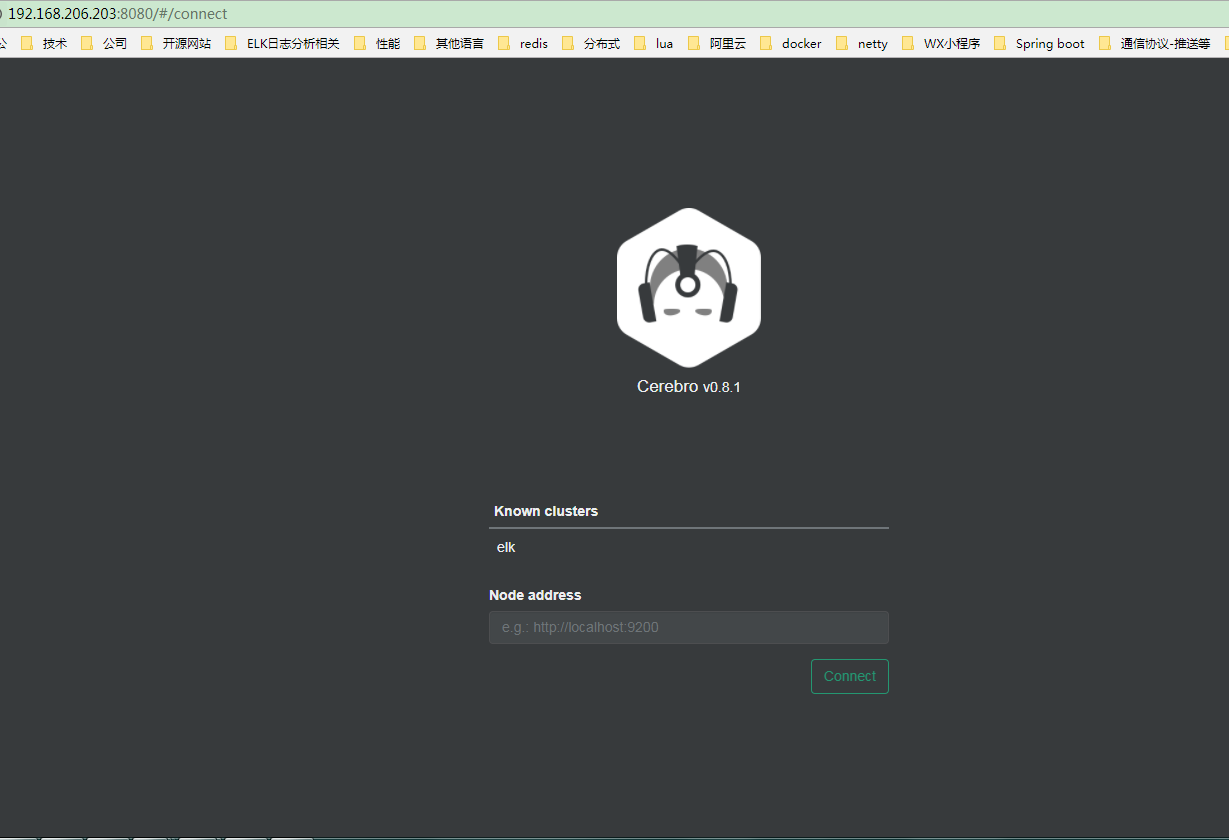 192.168.206.203:8080/#/connect
公 技术 公司 开源网站 ELK日志分析相关 性能 其他语言 redis 分布式 lua 阿里云 docker netty WX小程序 Spring boot 通信协议-推送等
Cerebro v0.8.1
Known clusters
elk
Node address
e.g.: http://localhost:9200
Connect